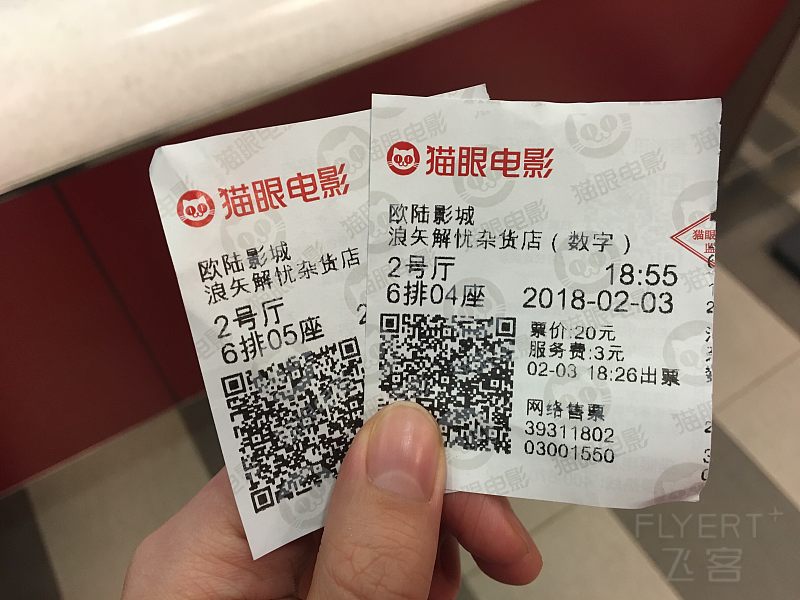 猫眼电影
欧陆影城
浪矢解忧杂货店
2号厅
6排05座
猫眼电影
欧陆影城
浪矢解忧杂货店（数字）
2号厅 18:55
6排04座 2018-02-03
票价:20元
服务费:3元
02-03 18:26出票
网络售票
39311802
03001550
猫眼
FLYERT+
飞客